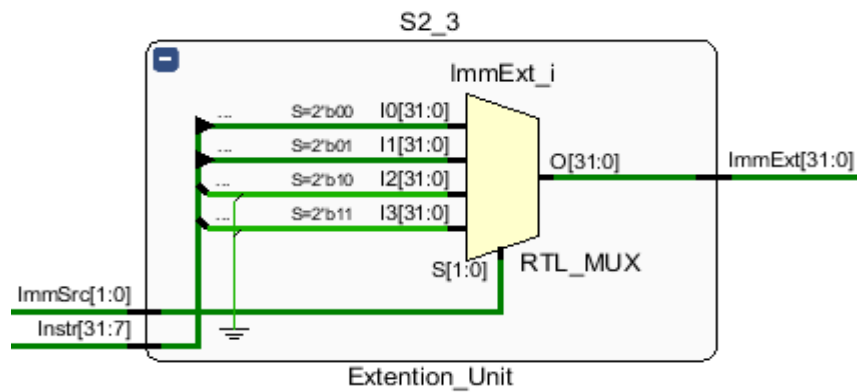 S2_3
ImmExt_i
... S=2'b00 I0[31:0]
... S=2'b01 I1[31:0]
... S=2'b10 I2[31:0]
... S=2'b11 I3[31:0]
O[31:0]
ImmExt[31:0]
S[1:0]
RTL_MUX
ImmSrc[1:0]
Instr[31:7]
Extention_Unit